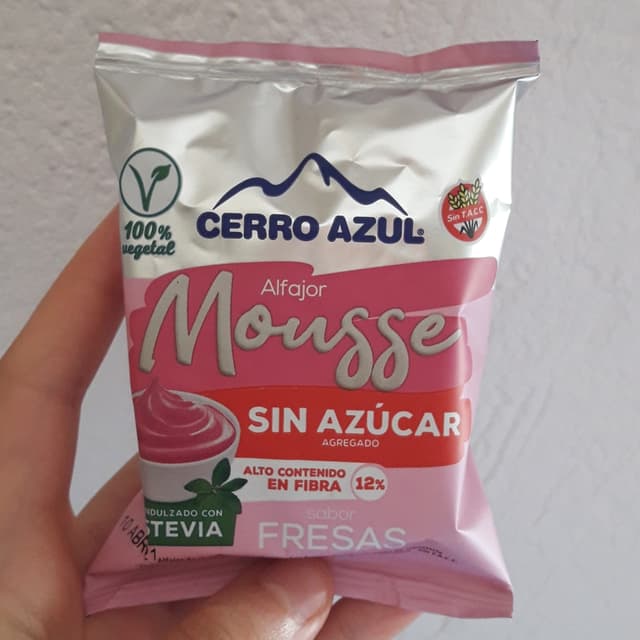 100%
vegetal
CERRO AZUL®
Sin T.A.C.C.
Alfajor
Mousse
SIN AZÚCAR
AGREGADO
ALTO CONTENIDO
EN FIBRA 12%
CON
STEVIA
sabor
FRESAS